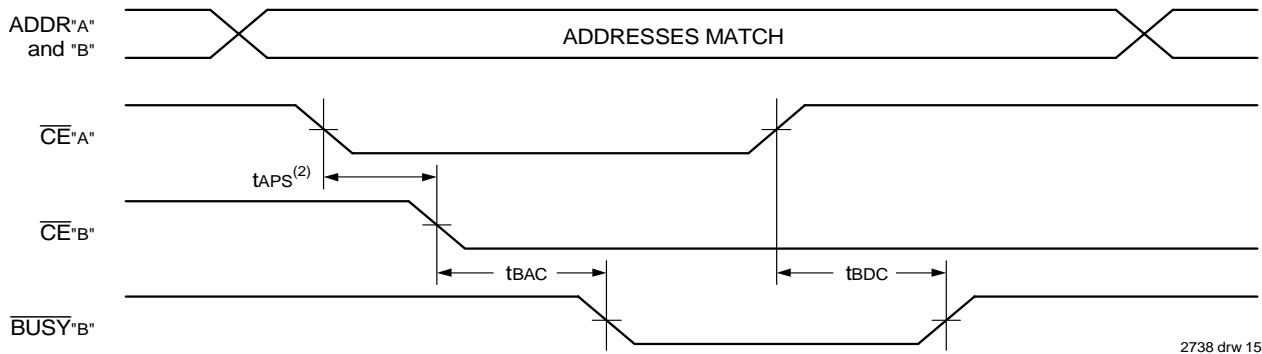 ADDR"A"
and "B"
ADDRESSES MATCH
CE"A"
tAPS(2)
CE"B"
tBAC
tBDC
BUSY"B"
2738 drw 15